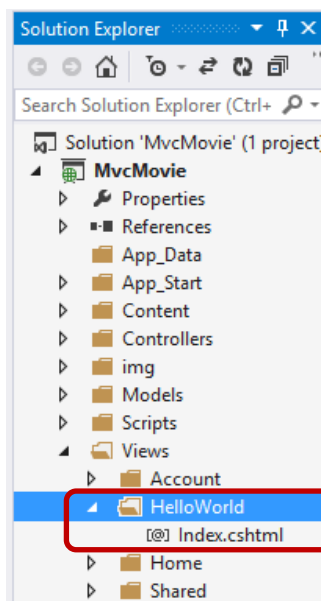 Solution Explorer
Search Solution Explorer (Ctrl+
Solution 'MvcMovie' (1 project)
MvcMovie
Properties
References
App_Data
App_Start
Content
Controllers
img
Models
Scripts
Views
Account
HelloWorld
[@] Index.cshtml
Home
Shared